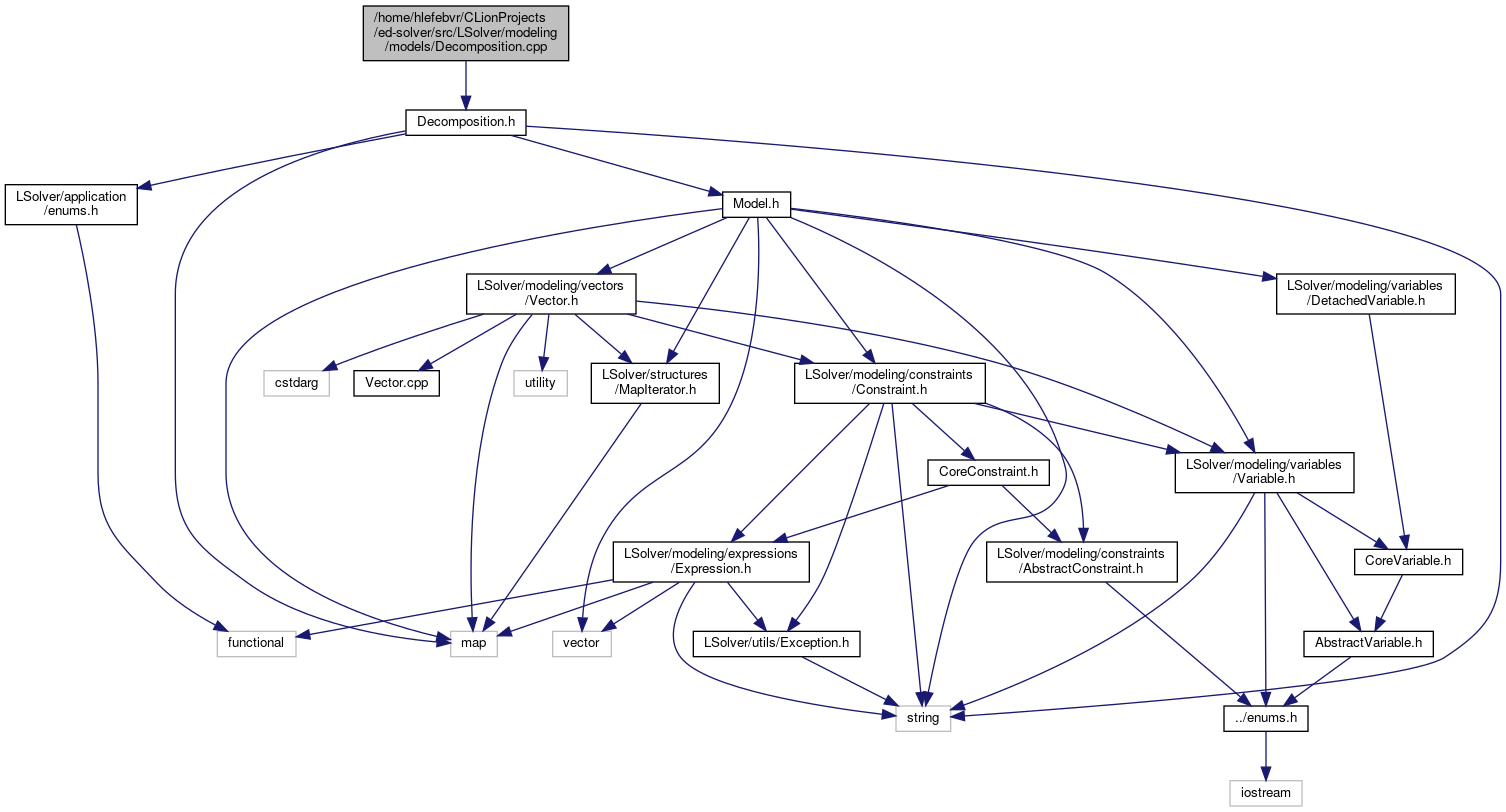 /home/hlefebvr/CLionProjects
/ed-solver/src/LSolver/modeling
/models/Decomposition.cpp
Decomposition.h
LSolver/application
/enums.h
Model.h
LSolver/modeling/vectors
/Vector.h
LSolver/modeling/variables
/DetachedVariable.h
cstdarg
Vector.cpp
utility
LSolver/structures
/MapIterator.h
LSolver/modeling/constraints
/Constraint.h
CoreConstraint.h
LSolver/modeling/variables
/Variable.h
LSolver/modeling/expressions
/Expression.h
LSolver/modeling/constraints
/AbstractConstraint.h
CoreVariable.h
functional
map
vector
LSolver/utils/Exception.h
AbstractVariable.h
string
../enums.h
iostream